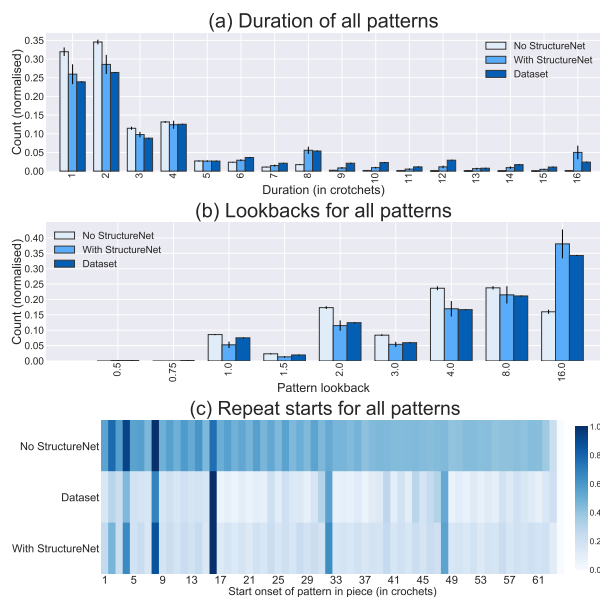 (a) Duration of all patterns
Count (normalised)
0.35
0.30
0.25
0.20
0.15
0.10
0.05
0.00
No StructureNet
With StructureNet
Dataset
1 2 3 4 5 6 7 8 9 10 11 12 13 14 15 16
Duration (in crotchets)
(b) Lookbacks for all patterns
Count (normalised)
0.40
0.35
0.30
0.25
0.20
0.15
0.10
0.05
0.00
No StructureNet
With StructureNet
Dataset
0.5 0.75 1.0 1.5 2.0 3.0 4.0 8.0 16.0
Pattern lookback
(c) Repeat starts for all patterns
No StructureNet
Dataset
With StructureNet
1 5 9 13 17 21 25 29 33 37 41 45 49 53 57 61
Start onset of pattern in piece (in crochets)
1.0
0.8
0.6
0.4
0.2
0.0